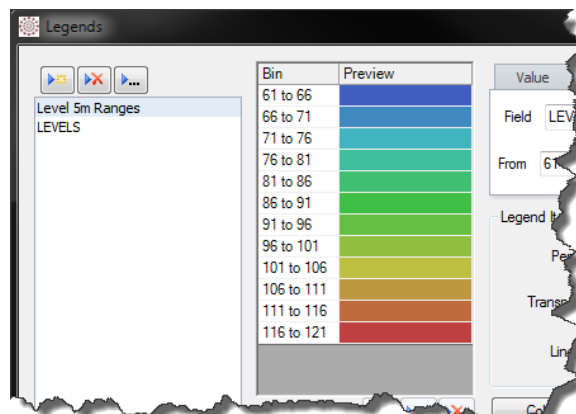 Legends
Level 5m Ranges
LEVELS
Bin Preview
61 to 66
66 to 71
71 to 76
76 to 81
81 to 86
86 to 91
91 to 96
96 to 101
101 to 106
106 to 111
111 to 116
116 to 121
Value
Field LEV
From 61
Legend